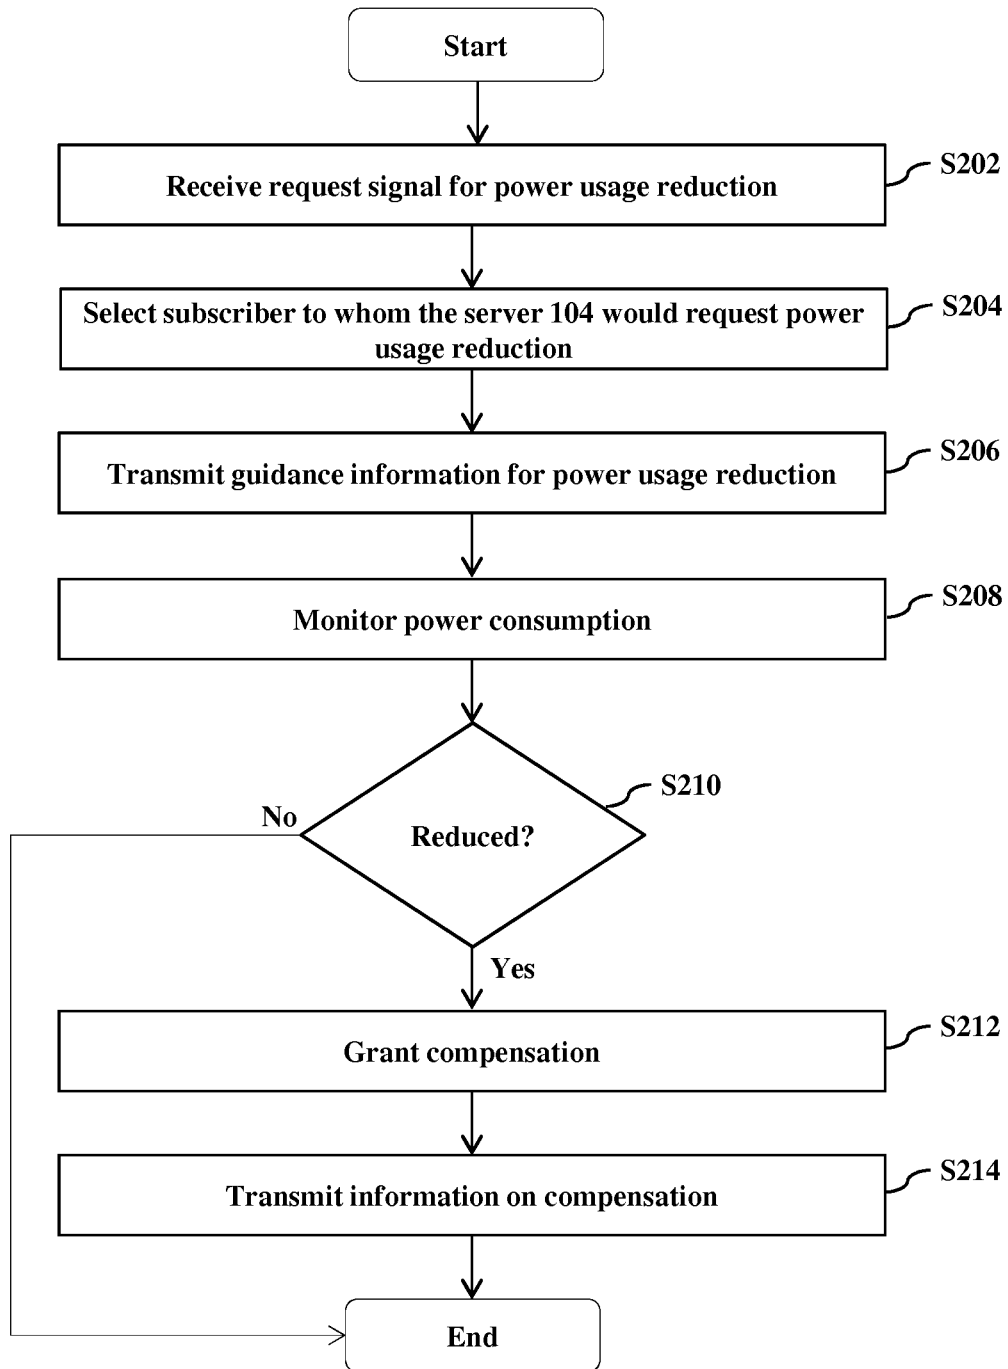 Start
Receive request signal for power usage reduction
S202
Select subscriber to whom the server 104 would request power
usage reduction
S204
Transmit guidance information for power usage reduction
S206
Monitor power consumption
S208
Reduced?
S210
No
Yes
Grant compensation
S212
Transmit information on compensation
S214
End